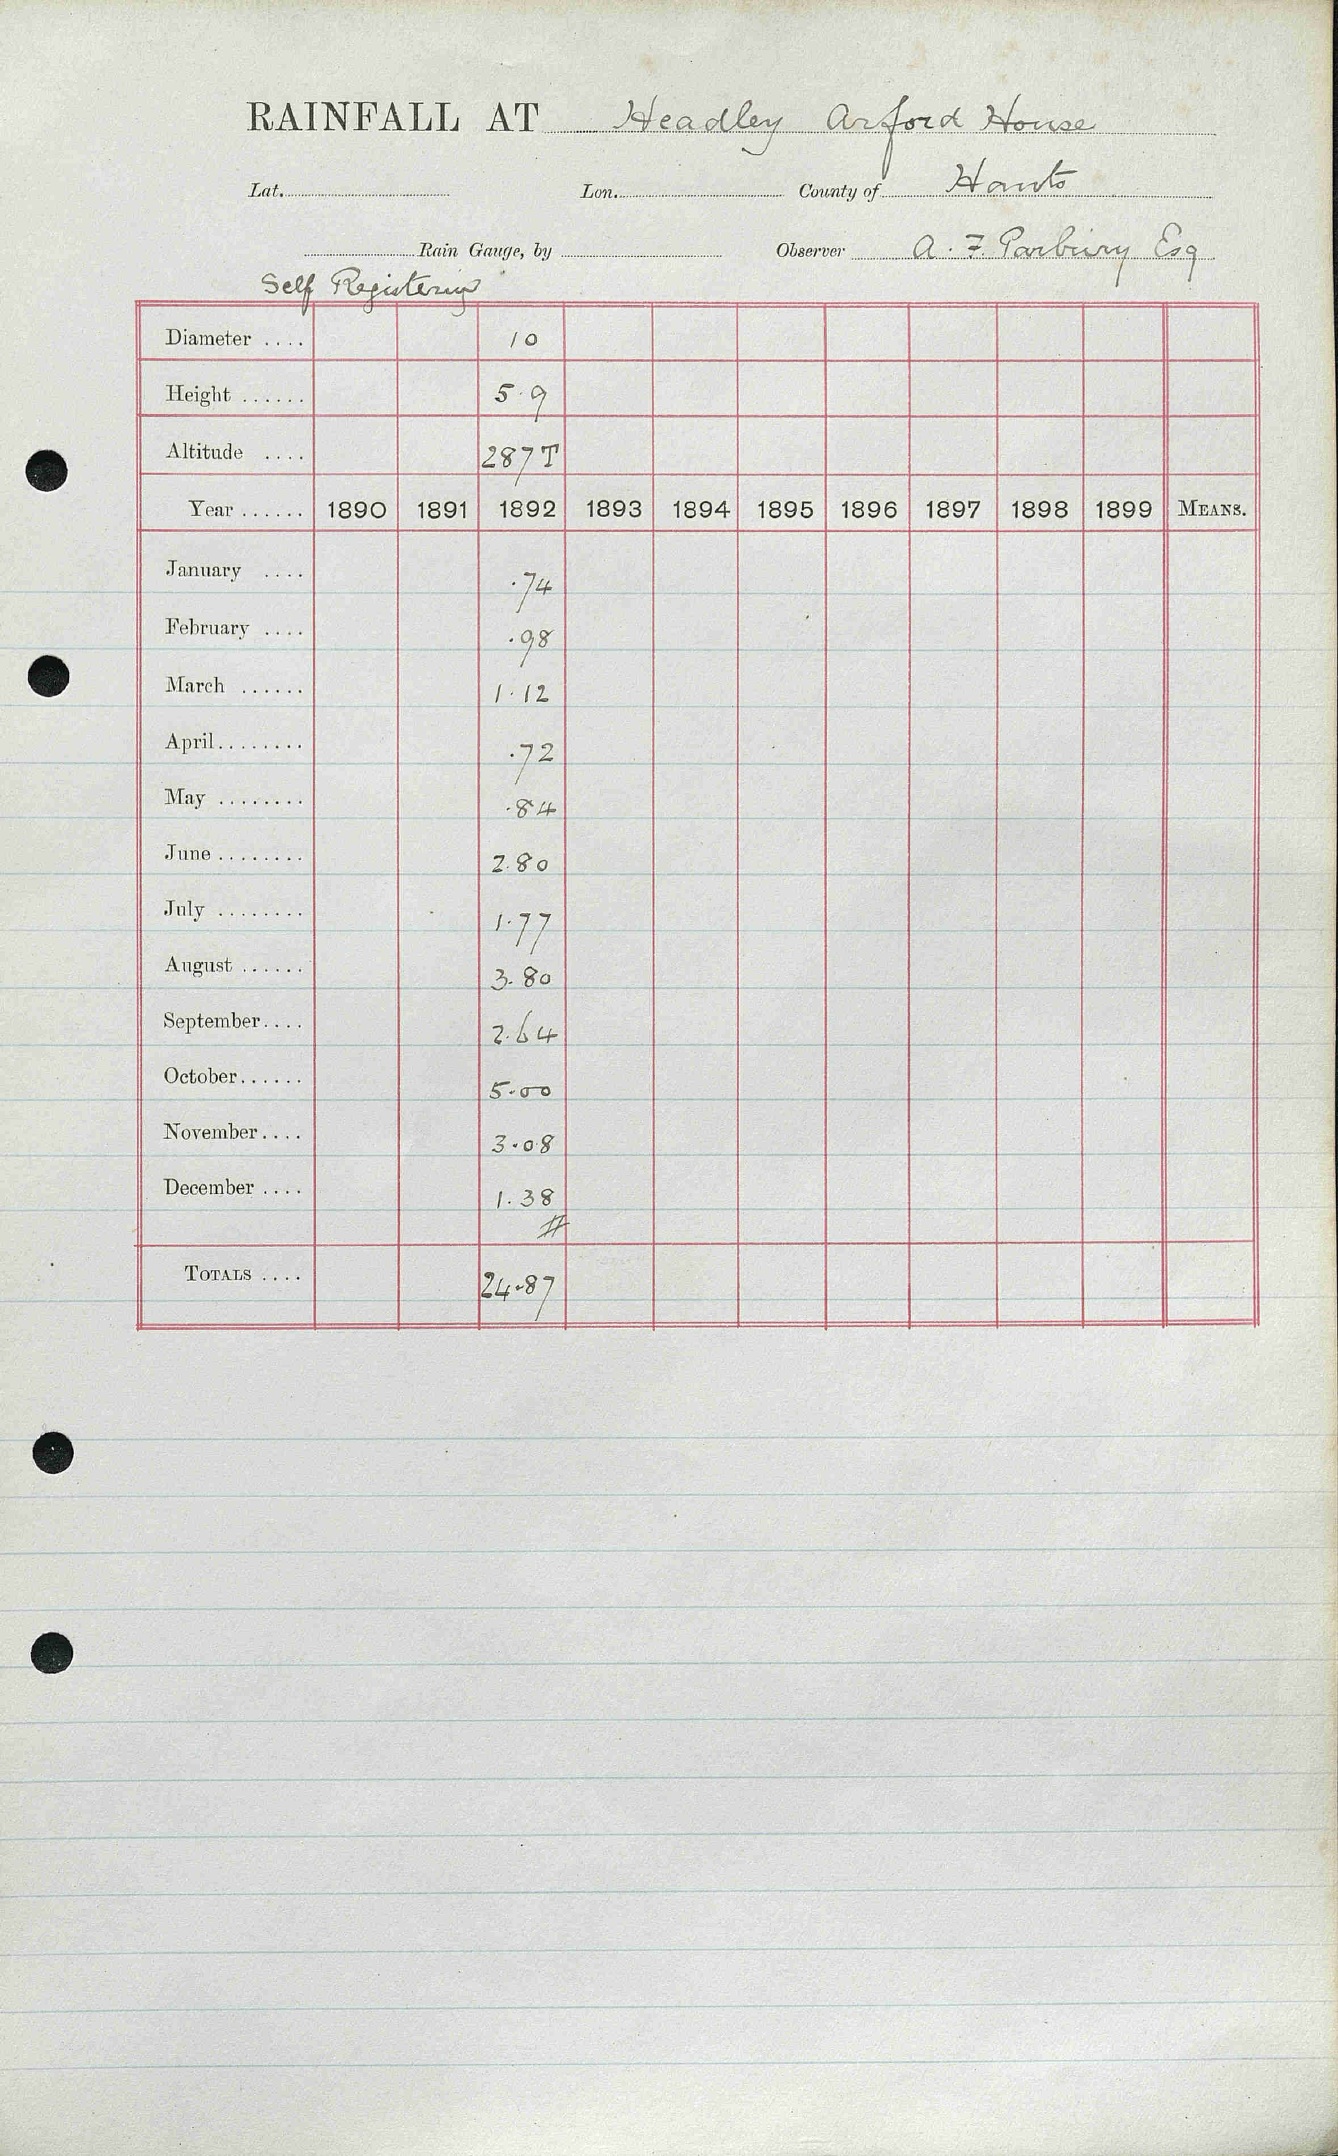 RAINFALL AT Headley Arford House
Lat. Lon. County of Hants
Rain Gauge, by Observer A. F. Parbury Esq
Self Registering
Diameter .... 10
Height ...... 5.9
Altitude .... 287 T
Year ...... 1890 1891 1892 1893 1894 1895 1896 1897 1898 1899 MEANS.
January .... .74
February .... .98
March ...... 1.12
April........ .72
May ........ .84
June ........ 2.80
July ........ 1.77
August ...... 3.80
September.... 2.64
October...... 5.00
November.... 3.08
December .... 1.38
#
TOTALS .... 24.87